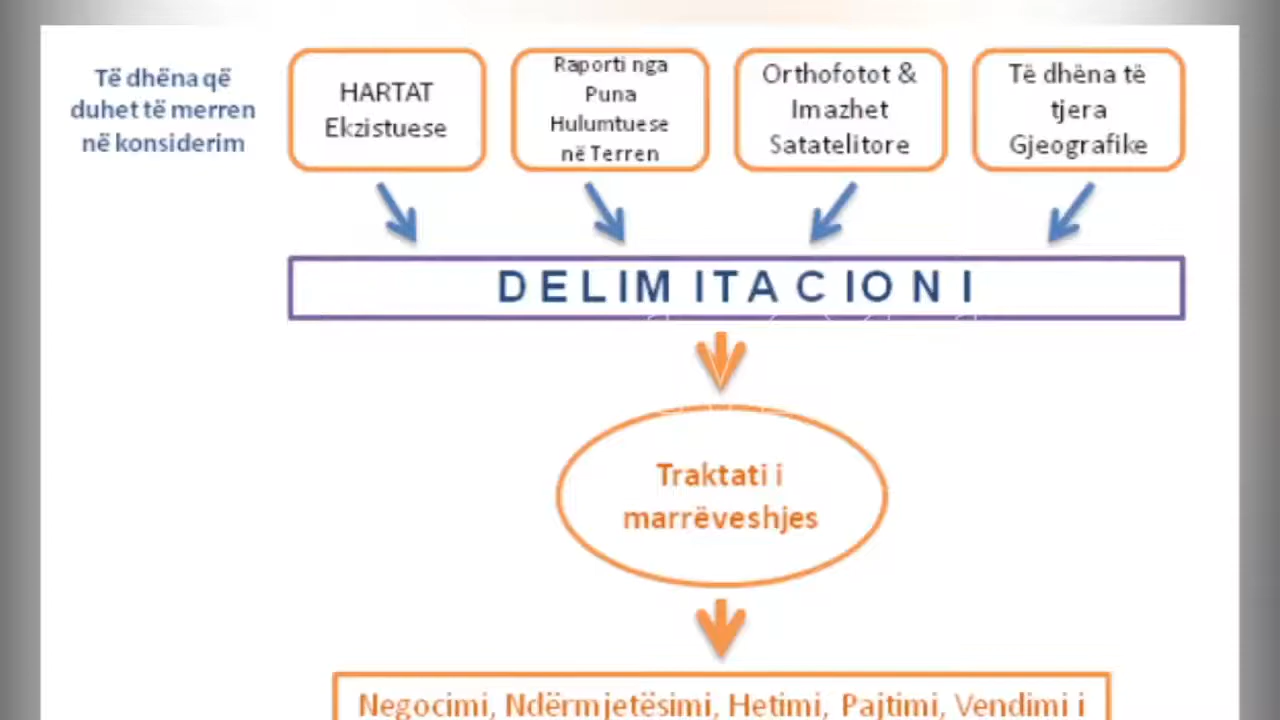 Të dhëna që
duhet të merren
në konsiderim
HARTAT
Ekzistuese
Raporti nga
Puna
Hulumtuese
në Terren
Orthofotot &
Imazhet
Satatelitore
Të dhëna të
tjera
Gjeografike
DELIMITACIONI
Traktati i
marrëveshjes
Negocimi, Ndërmjetësimi, Hetimi, Pajtimi, Vendimi i